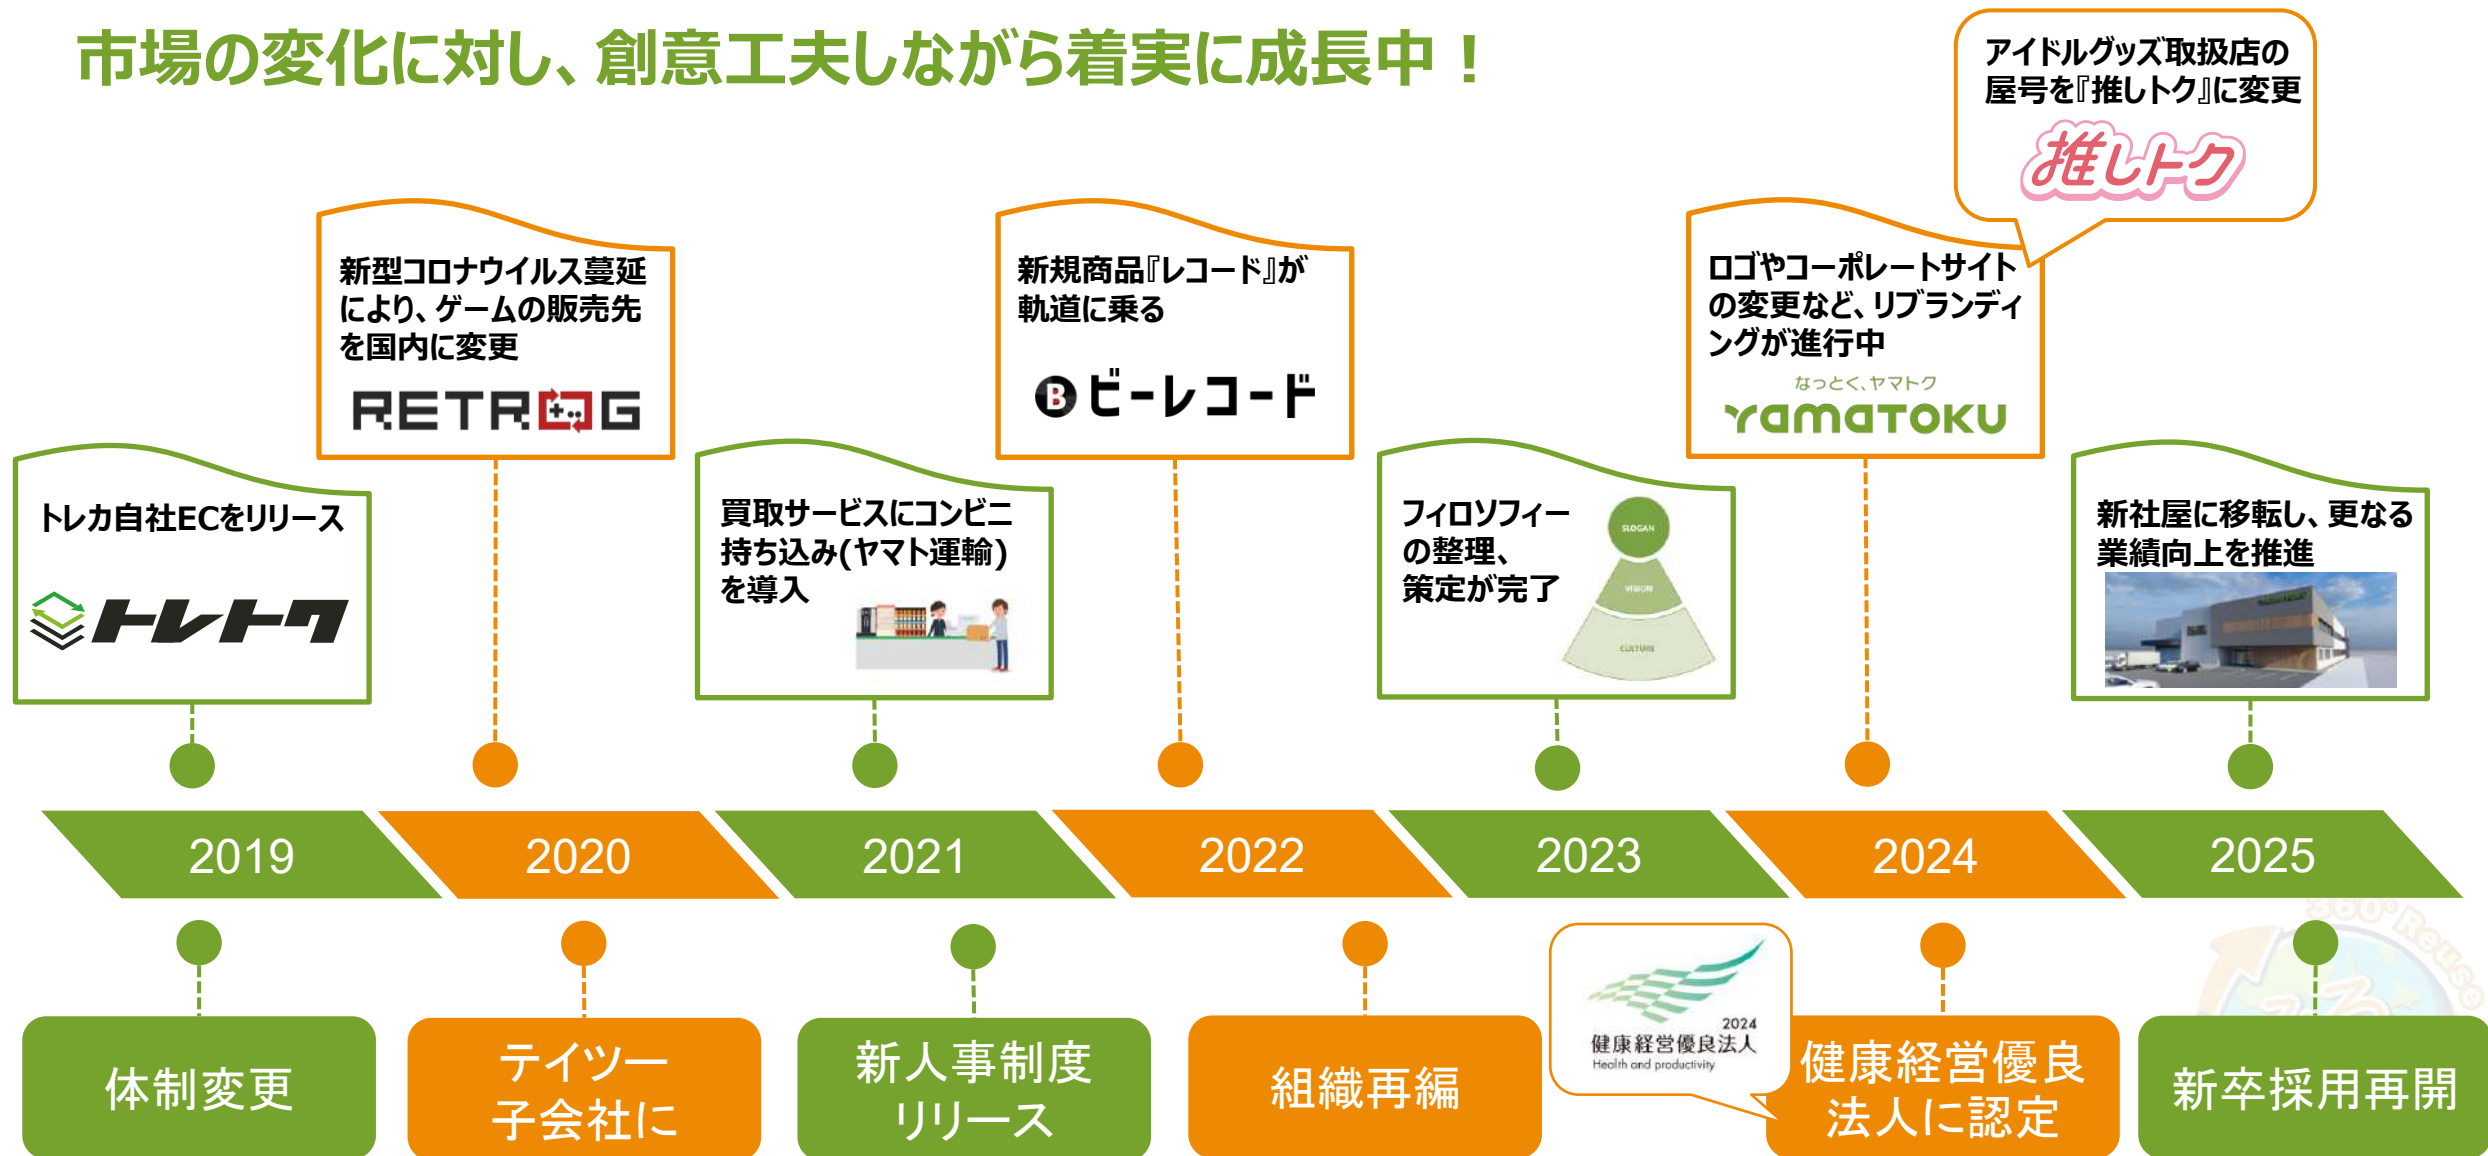 市場の変化に対し、創意工夫しながら着実に成長中！
アイドルグッズ取扱店の
屋号を『推しトク』に変更
推しトク
新型コロナウイルス蔓延
により、ゲームの販売先
を国内に変更
RETROG
新規商品『レコード』が
軌道に乗る
B ビーレコード
ロゴやコーポレートサイト
の変更など、リブランディ
ングが進行中
なっとく、ヤマトク
YAMATOKU
トレカ自社ECをリリース
トレトク
買取サービスにコンビニ
持ち込み(ヤマト運輸)
を導入
フィロソフィー
の整理、
策定が完了
SLOGAN
VISION
CULTURE
新社屋に移転し、更なる
業績向上を推進
YAMATOKU
2019
2020
2021
2022
2023
2024
2025
360° Reuse
体制変更
テイツー
子会社に
新人事制度
リリース
組織再編
2024
健康経営優良法人
Health and productivity
健康経営優良
法人に認定
新卒採用再開